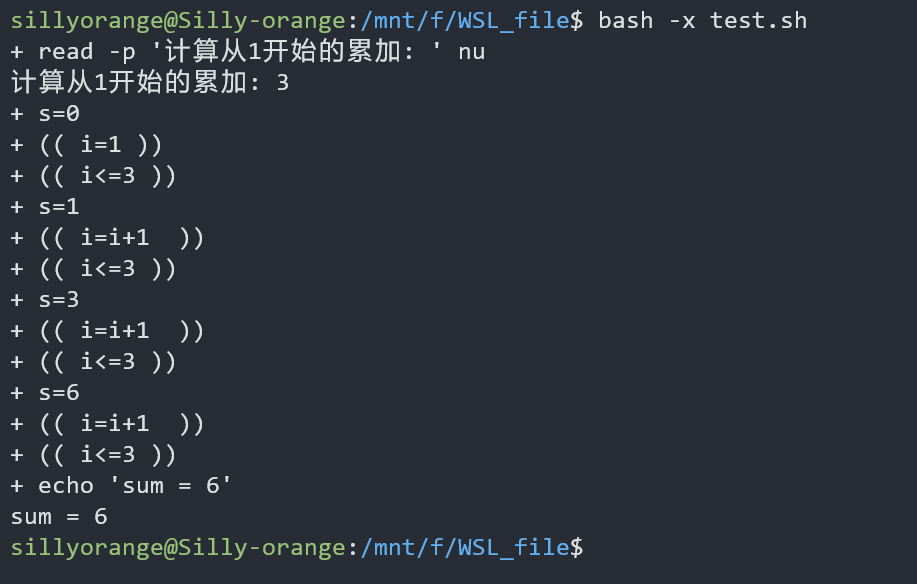 sillyorange@Silly-orange:/mnt/f/WSL_file$ bash -x test.sh
+ read -p '计算从1开始的累加: ' nu
计算从1开始的累加: 3
+ s=0
+ (( i=1 ))
+ (( i<=3 ))
+ s=1
+ (( i=i+1  ))
+ (( i<=3 ))
+ s=3
+ (( i=i+1  ))
+ (( i<=3 ))
+ s=6
+ (( i=i+1  ))
+ (( i<=3 ))
+ echo 'sum = 6'
sum = 6
sillyorange@Silly-orange:/mnt/f/WSL_file$